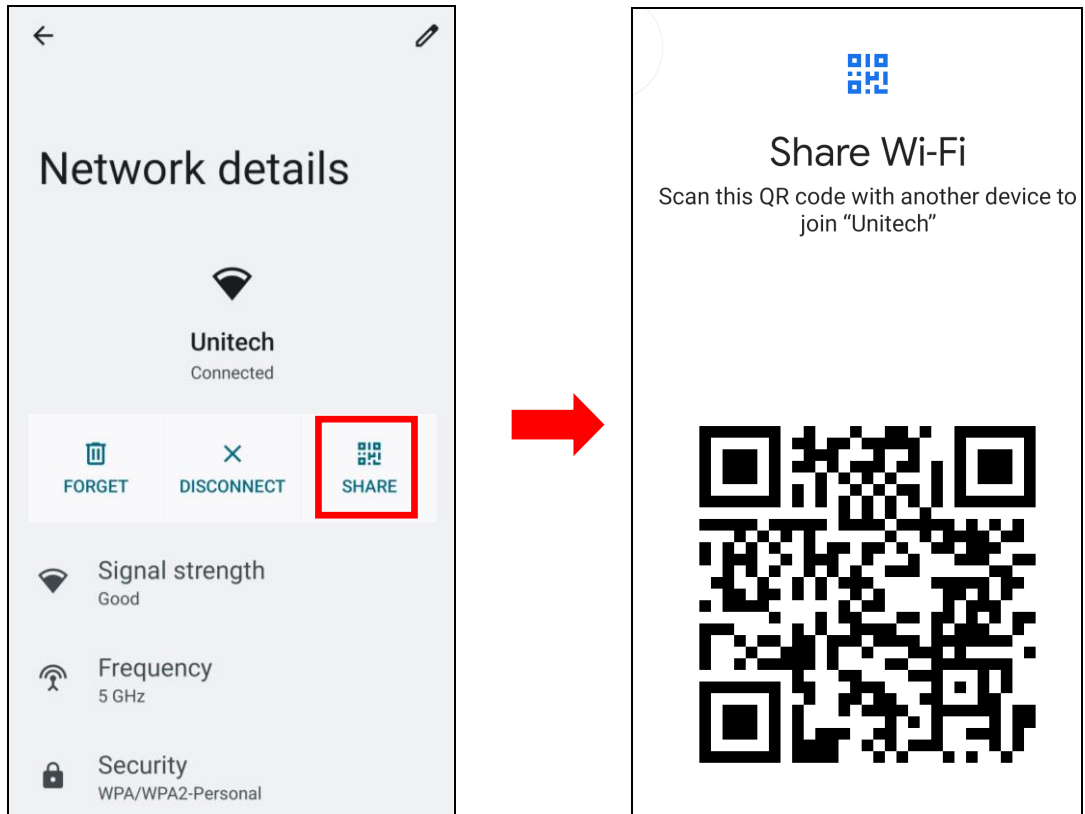 Network details
Unitech
Connected
FORGET
DISCONNECT
SHARE
Signal strength
Good
Frequency
5 GHz
Security
WPA/WPA2-Personal
Share Wi-Fi
Scan this QR code with another device to
join “Unitech”